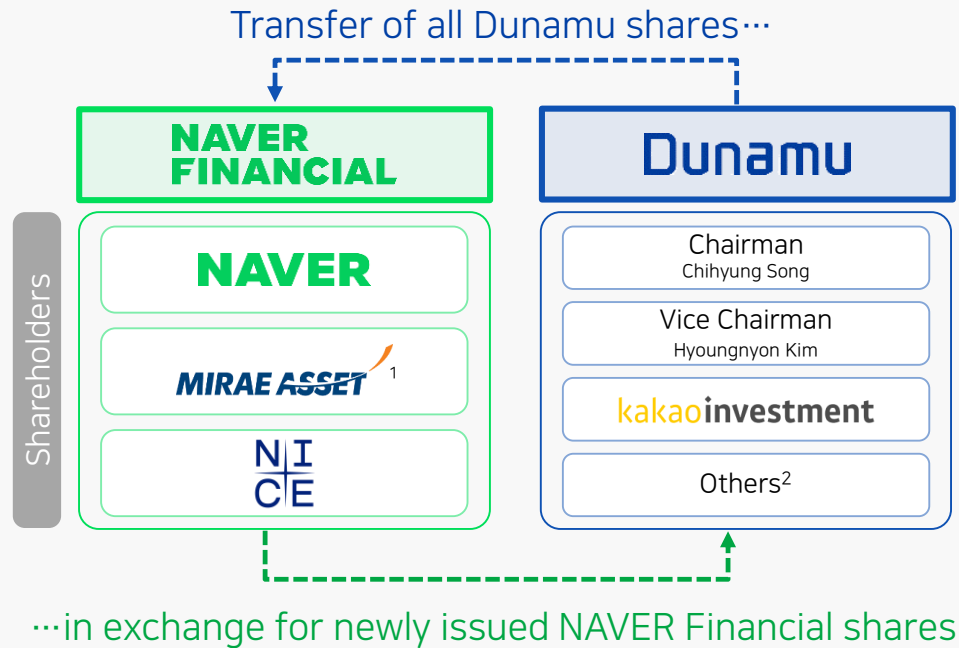 Transfer of all Dunamu shares…
NAVER
FINANCIAL
Dunamu
Shareholders
NAVER
MIRAE ASSET 1
NI
CE
Chairman
Chihyung Song
Vice Chairman
Hyoungnyon Kim
kakaoinvestment
Others2
…in exchange for newly issued NAVER Financial shares